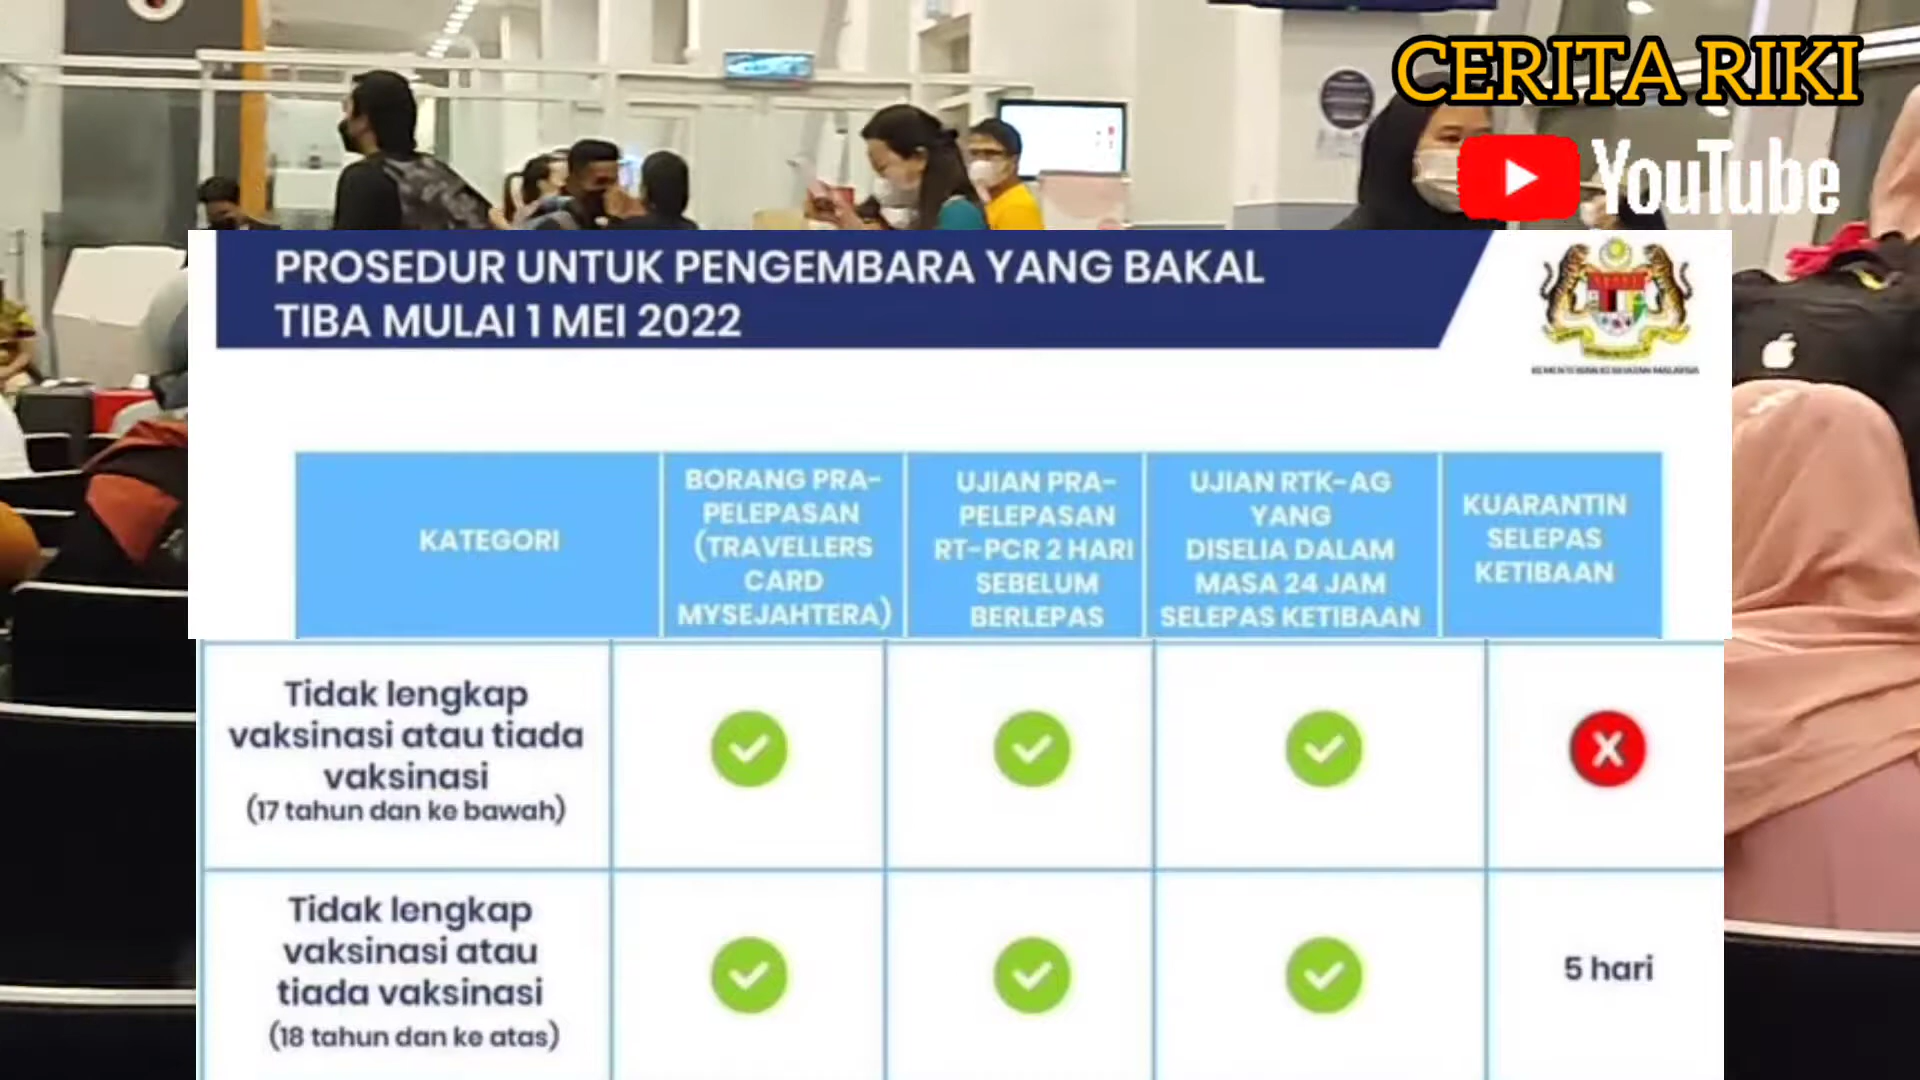 CERITA RIKI
YouTube
PROSEDUR UNTUK PENGEMBARA YANG BAKAL
TIBA MULAI 1 MEI 2022
KEMENTERIAN KESIHATAN MALAYSIA
KATEGORI
BORANG PRA-
PELEPASAN
(TRAVELLERS
CARD
MYSEJAHTERA)
UJIAN PRA-
PELEPASAN
RT-PCR 2 HARI
SEBELUM
BERLEPAS
UJIAN RTK-AG
YANG
DISELIA DALAM
MASA 24 JAM
SELEPAS KETIBAAN
KUARANTIN
SELEPAS
KETIBAAN
Tidak lengkap
vaksinasi atau tiada
vaksinasi
(17 tahun dan ke bawah)
Tidak lengkap
vaksinasi atau
tiada vaksinasi
(18 tahun dan ke atas)
5 hari